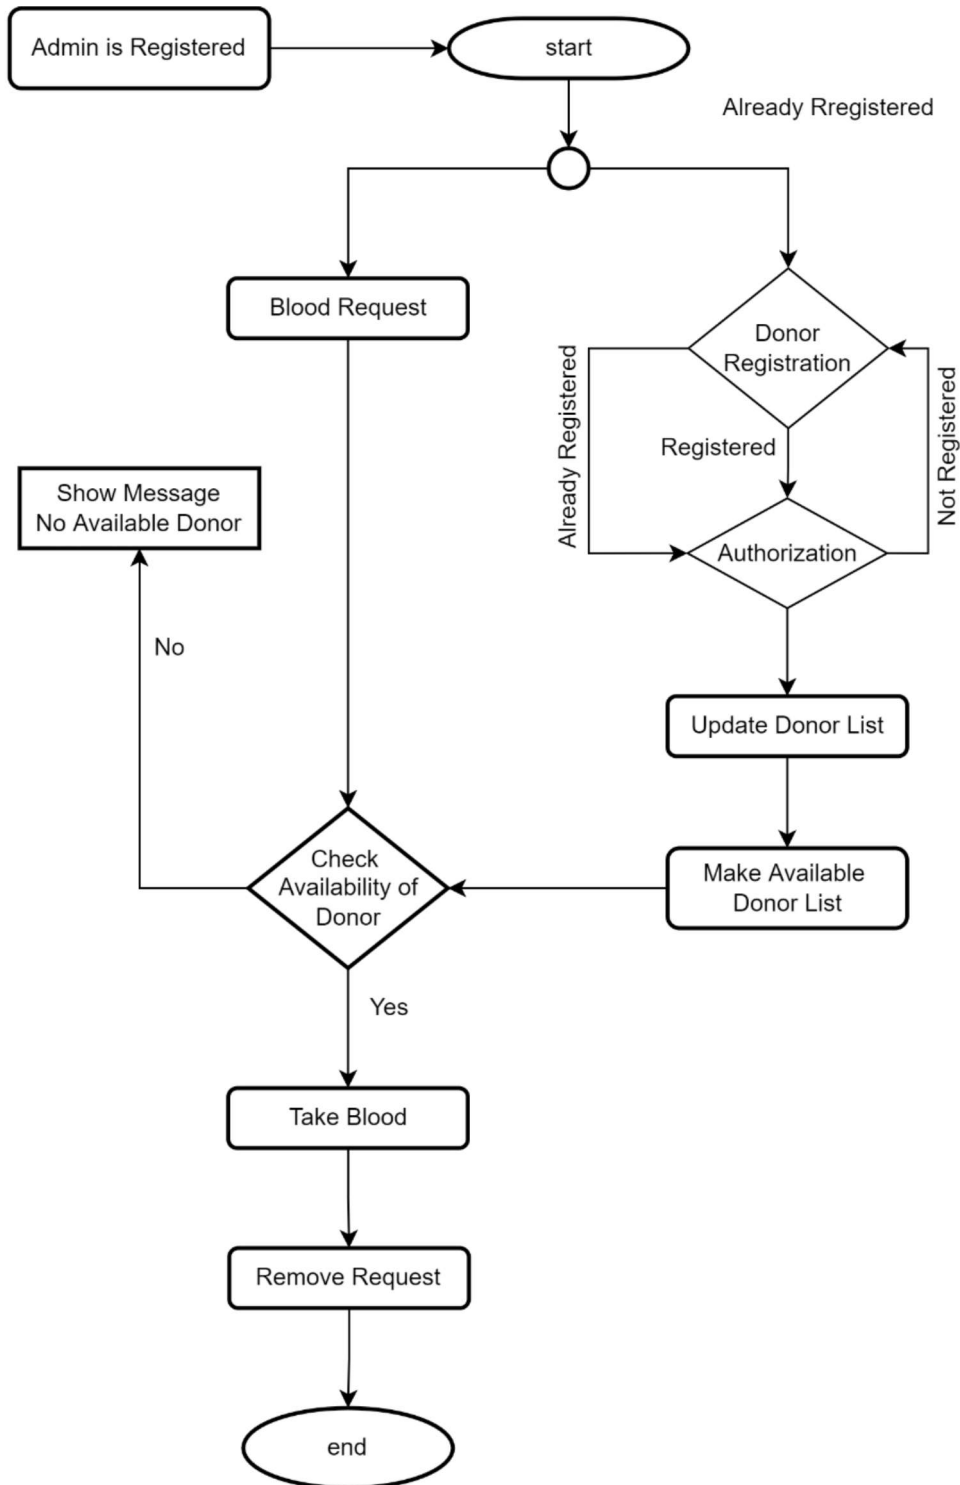 Admin is Registered
start
Already Rregistered
Blood Request
Donor
Registration
Already Registered
Not Registered
Registered
Show Message
No Available Donor
Authorization
No
Update Donor List
Check
Availability of
Donor
Make Available
Donor List
Yes
Take Blood
Remove Request
end